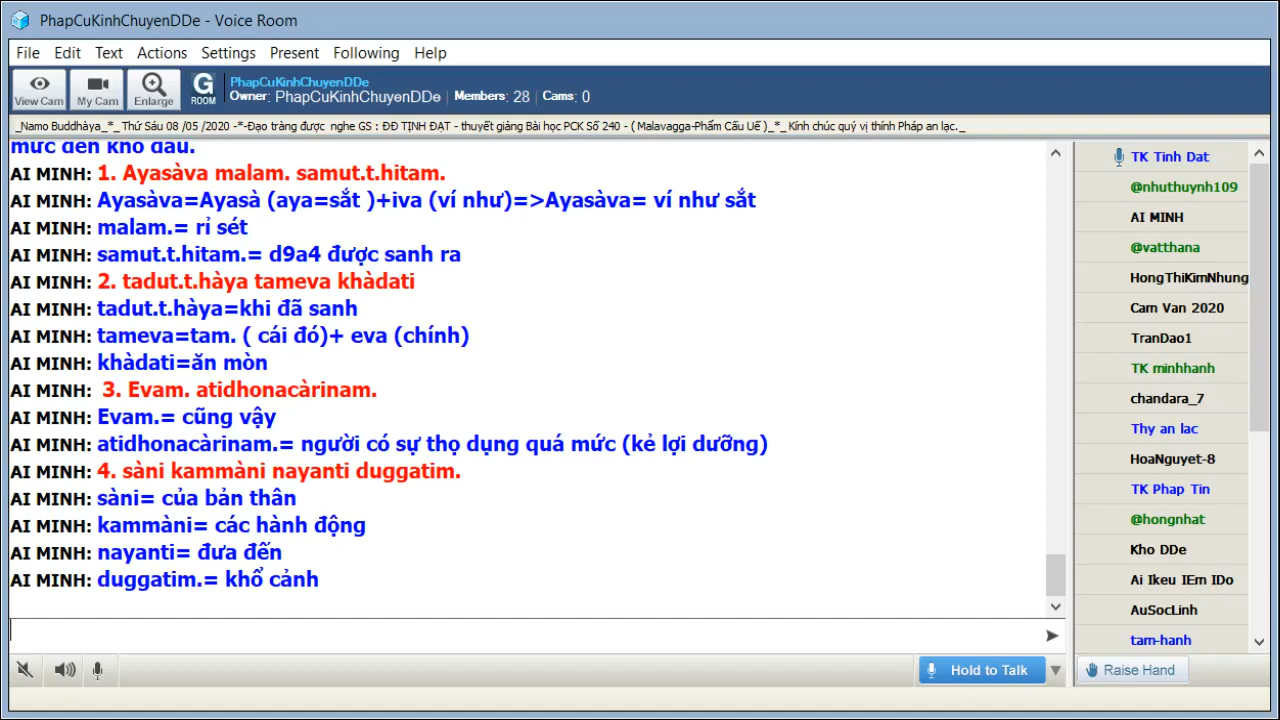 PhapCuKinhChuyenDDe - Voice Room
File Edit Text Actions Settings Present Following Help
View Cam My Cam Enlarge G ROOM
PhapCuKinhChuyenDDe
Owner: PhapCuKinhChuyenDDe Members: 28 Cams: 0
_Namo Buddhàya_*_ Thứ Sáu 08 /05 /2020 -*-Đạo tràng được nghe GS : ĐĐ TỊNH ĐẠT - thuyết giảng Bài học PCK Số 240 - ( Malavagga-Phẩm Cấu Uế )_*_ Kính chúc quý vị thính Pháp an lạc._
mức đến khổ đau.
AI MINH: 1. Ayasàva malam. samut.t.hitam.
AI MINH: Ayasàva=Ayasà (aya=sắt )+iva (ví như)=>Ayasàva= ví như sắt
AI MINH: malam.= rỉ sét
AI MINH: samut.t.hitam.= d9a4 được sanh ra
AI MINH: 2. tadut.t.hàya tameva khàdati
AI MINH: tadut.t.hàya=khi đã sanh
AI MINH: tameva=tam. ( cái đó)+ eva (chính)
AI MINH: khàdati=ăn mòn
AI MINH: 3. Evam. atidhonacàrinam.
AI MINH: Evam.= cũng vậy
AI MINH: atidhonacàrinam.= người có sự thọ dụng quá mức (kẻ lợi dưỡng)
AI MINH: 4. sàni kammàni nayanti duggatim.
AI MINH: sàni= của bản thân
AI MINH: kammàni= các hành động
AI MINH: nayanti= đưa đến
AI MINH: duggatim.= khổ cảnh
Hold to Talk
TK Tinh Dat
@nhuthuynh109
AI MINH
@vatthana
HongThiKimNhung
Cam Van 2020
TranDao1
TK minhhanh
chandara_7
Thy an lac
HoaNguyet-8
TK Phap Tin
@hongnhat
Kho DDe
Ai Ikeu IEm IDo
AuSocLinh
tam-hanh
Raise Hand